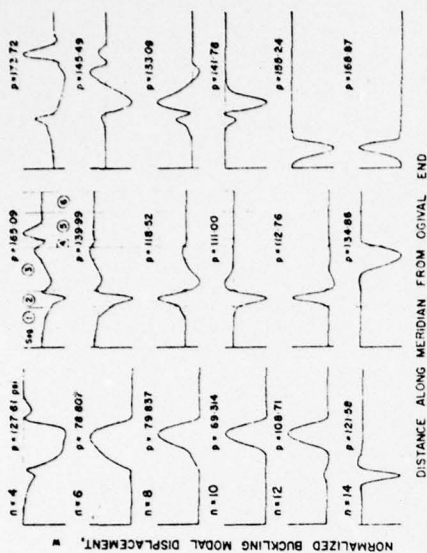 n = 4 p = 127.61 psi
Seg. ① ② ③ 4 5 6
p = 165.09
p = 173.72
n = 6 p = 78.807
p = 139.99
p = 145.49
n = 8 p = 79.837
p = 118.52
p = 133.09
n = 10 p = 69.314
p = 111.00
p = 141.78
n = 12 p = 108.71
p = 112.76
p = 155.24
n = 14 p = 121.58
p = 134.86
p = 168.87
NORMALIZED BUCKLING MODAL DISPLACEMENT, w
DISTANCE ALONG MERIDIAN FROM OGIVAL END